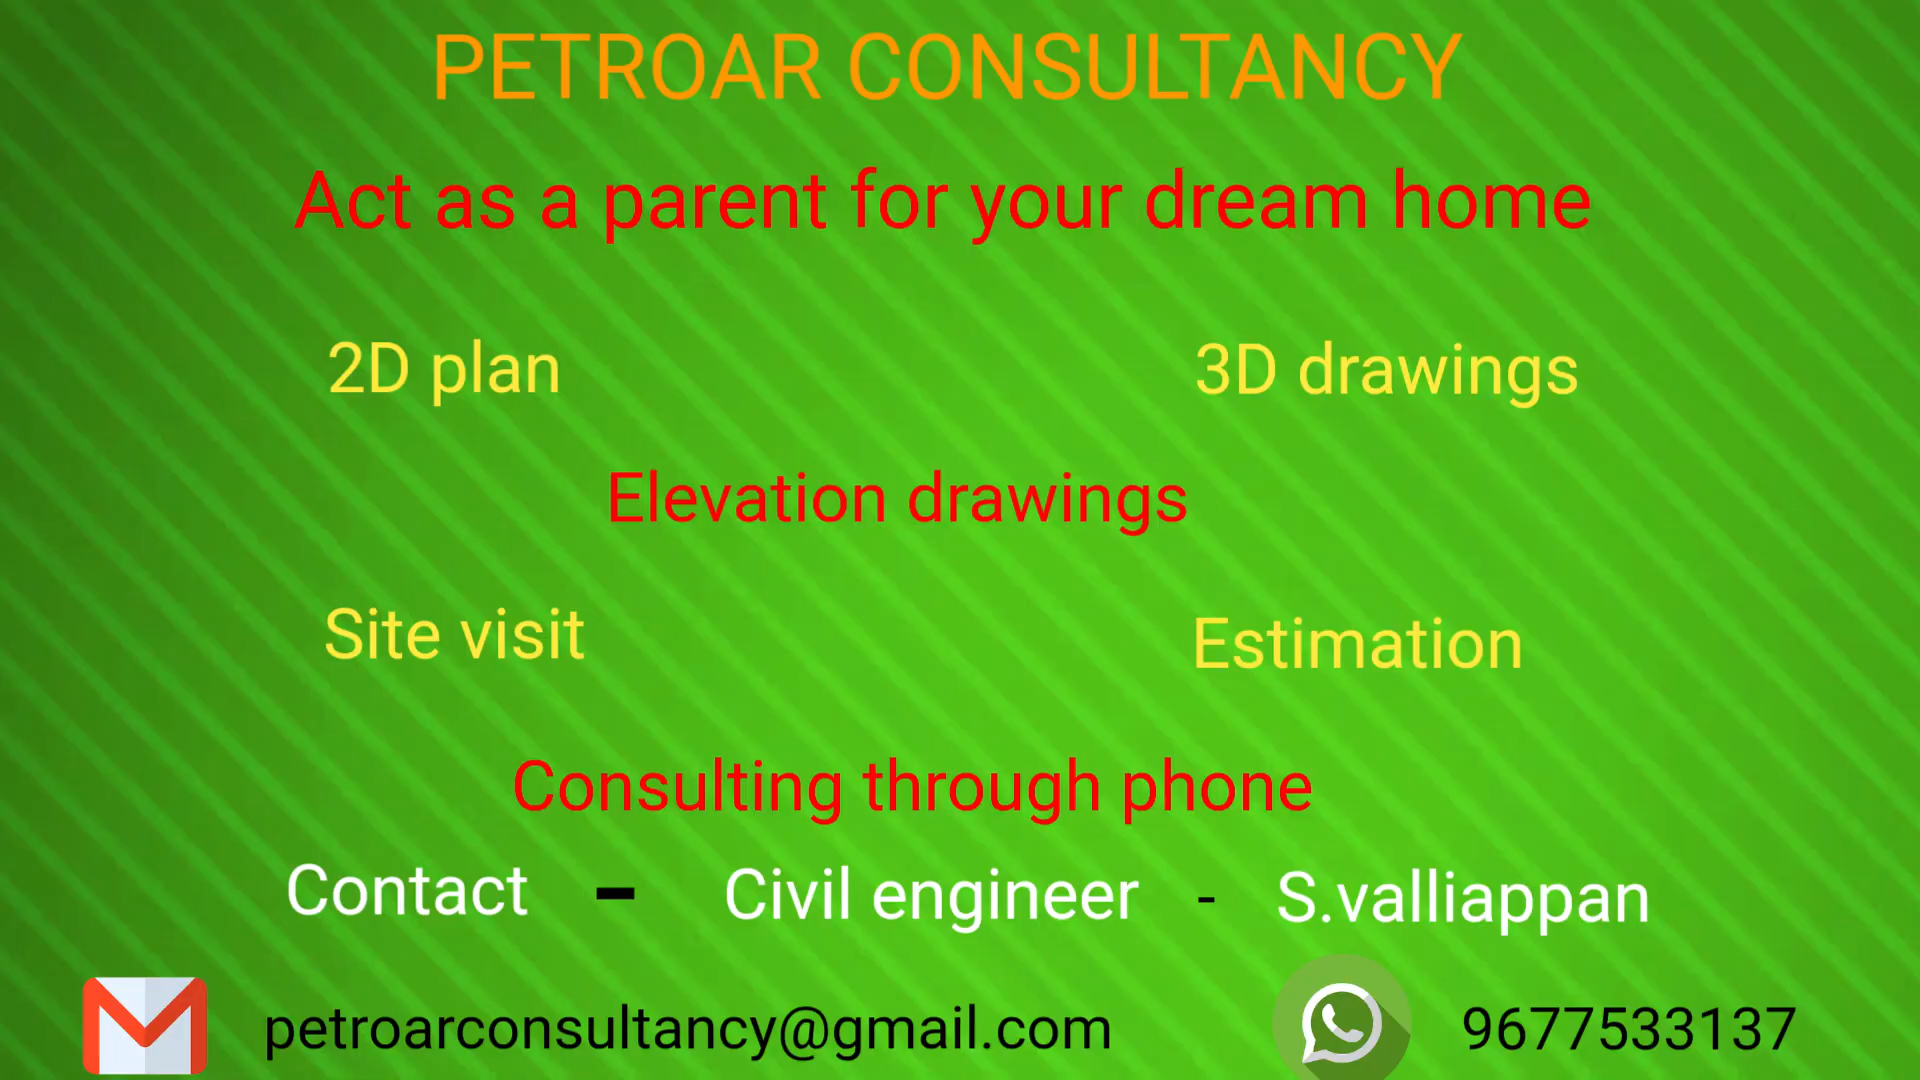 PETROAR CONSULTANCY
Act as a parent for your dream home
2D plan
3D drawings
Elevation drawings
Site visit
Estimation
Consulting through phone
Contact - Civil engineer - S.valliappan
petroarconsultancy@gmail.com
9677533137